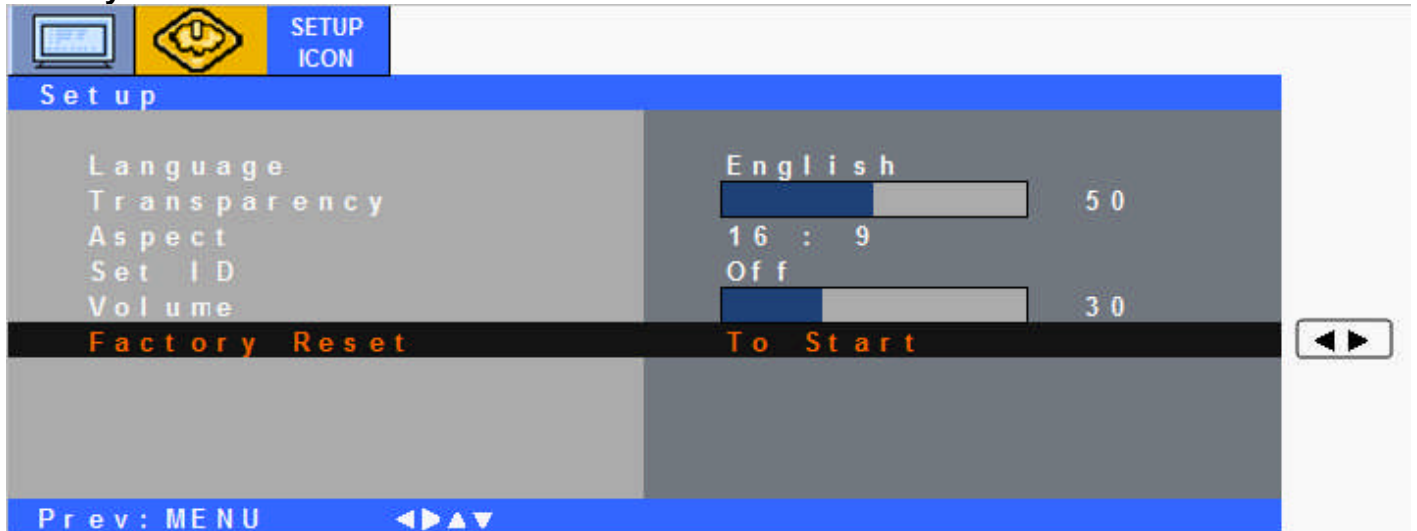 SETUP
ICON
Setup
Language English
Transparency 50
Aspect 16 : 9
Set ID Off
Volume 30
Factory Reset To Start
Prev:MENU ◀▶▲▼